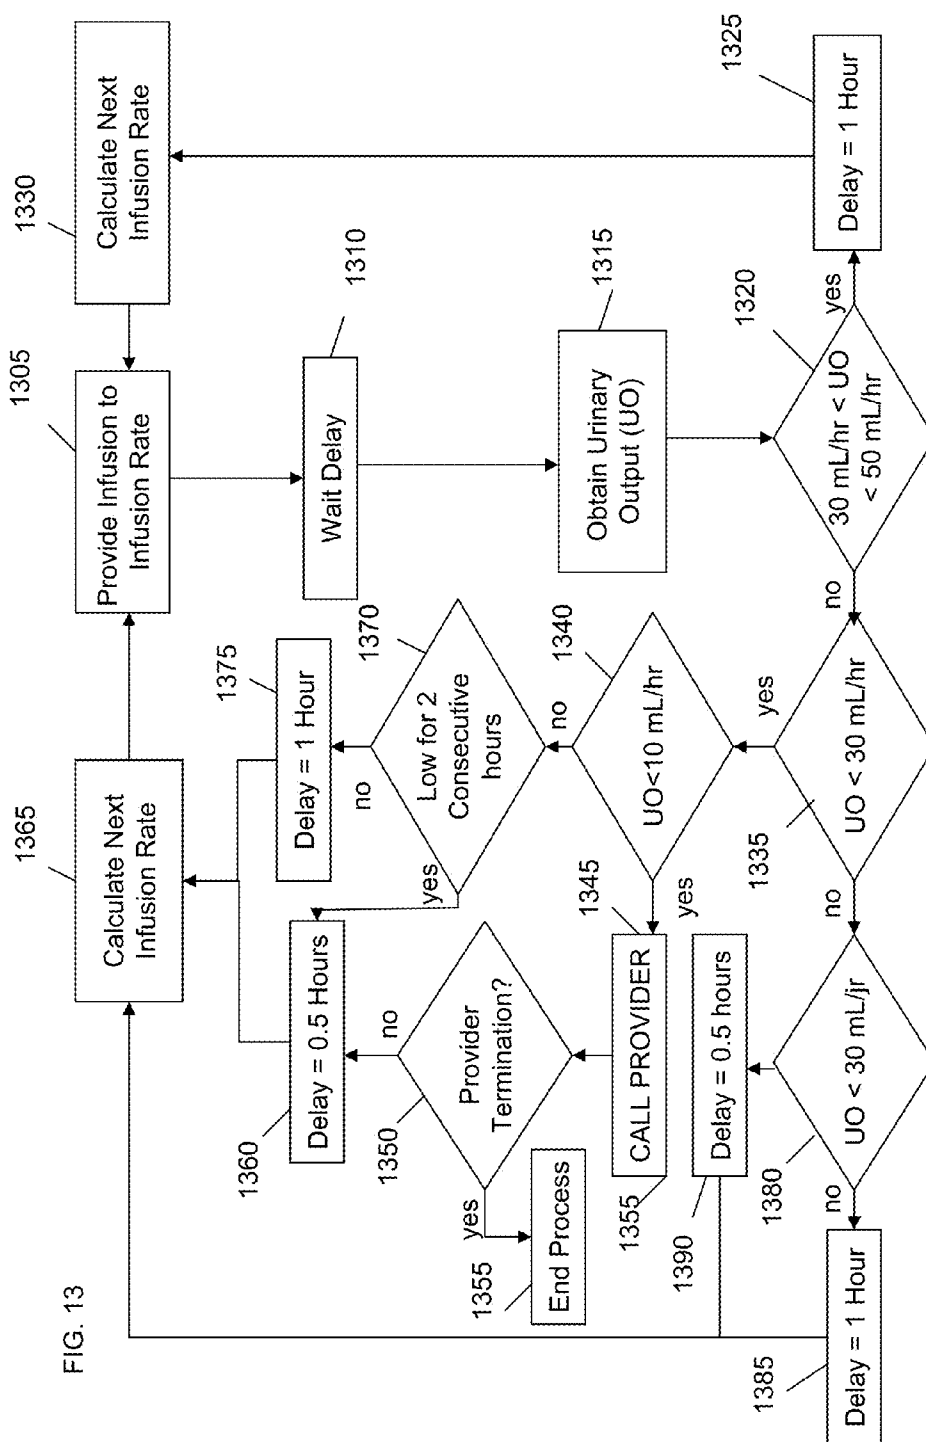 FIG. 13
1365
Calculate Next
Infusion Rate
1305
Provide Infusion to
Infusion Rate
1330
Calculate Next
Infusion Rate
1355
End Process
yes
1350
Provider
Termination?
no
1360
Delay = 0.5 Hours
1375
Delay = 1 Hour
no
yes
1370
Low for 2
Consecutive
hours
1310
Wait Delay
1355
CALL PROVIDER
1345
yes
1340
UO<10 mL/hr
no
1315
Obtain Urinary
Output (UO)
1390
Delay = 0.5 hours
1385
Delay = 1 Hour
no
1380
UO < 30 mL/jr
no
1335
UO < 30 mL/hr
yes
no
1320
30 mL/hr < UO
< 50 mL/hr
yes
1325
Delay = 1 Hour